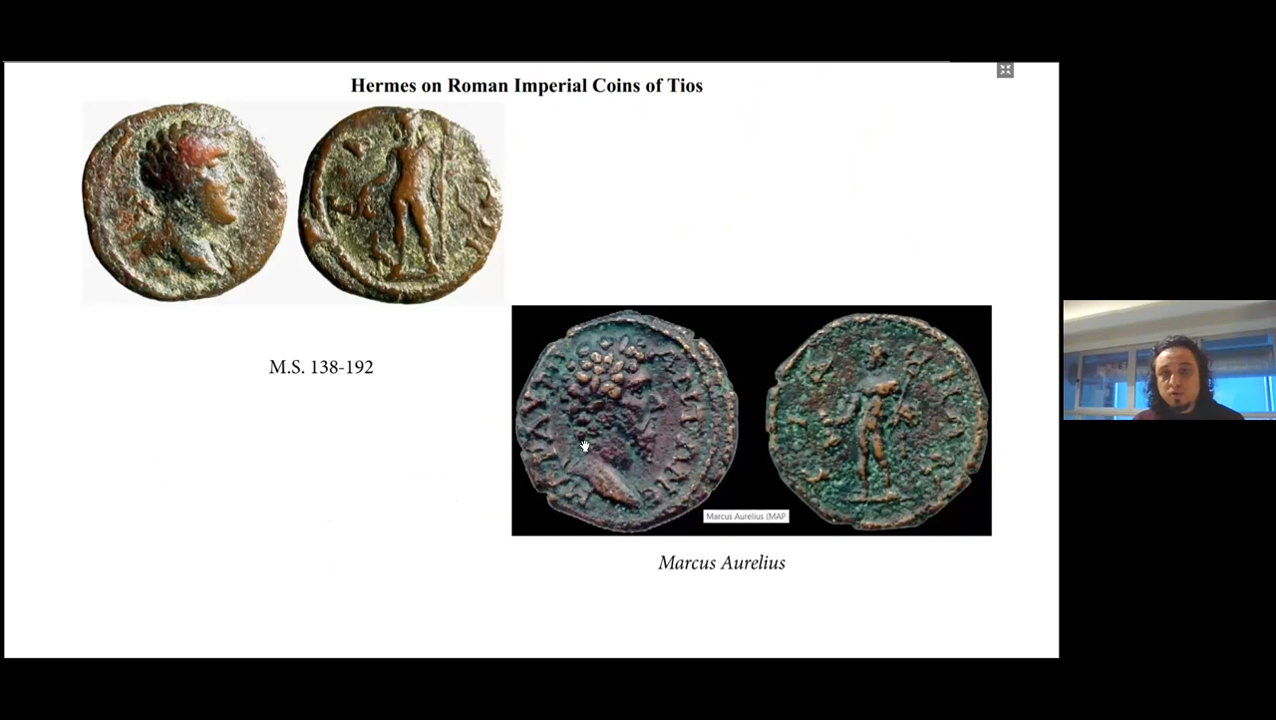 Hermes on Roman Imperial Coins of Tios
M.S. 138-192
Marcus Aurelius (MAP
Marcus Aurelius